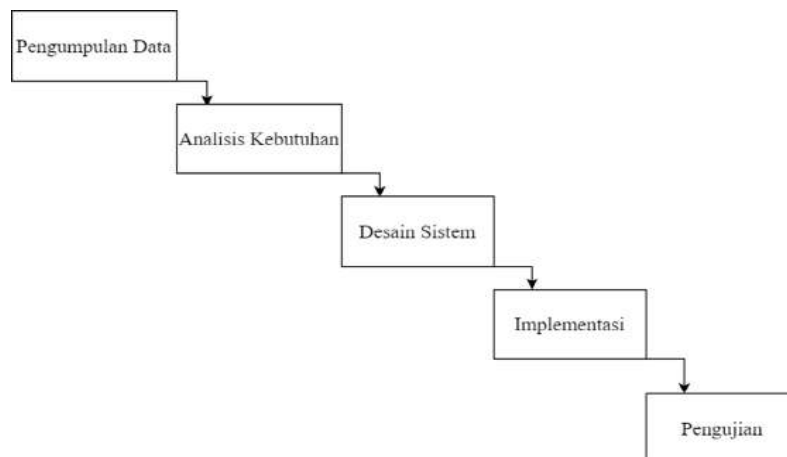 Pengumpulan Data
Analisis Kebutuhan
Desain Sistem
Implementasi
Pengujian